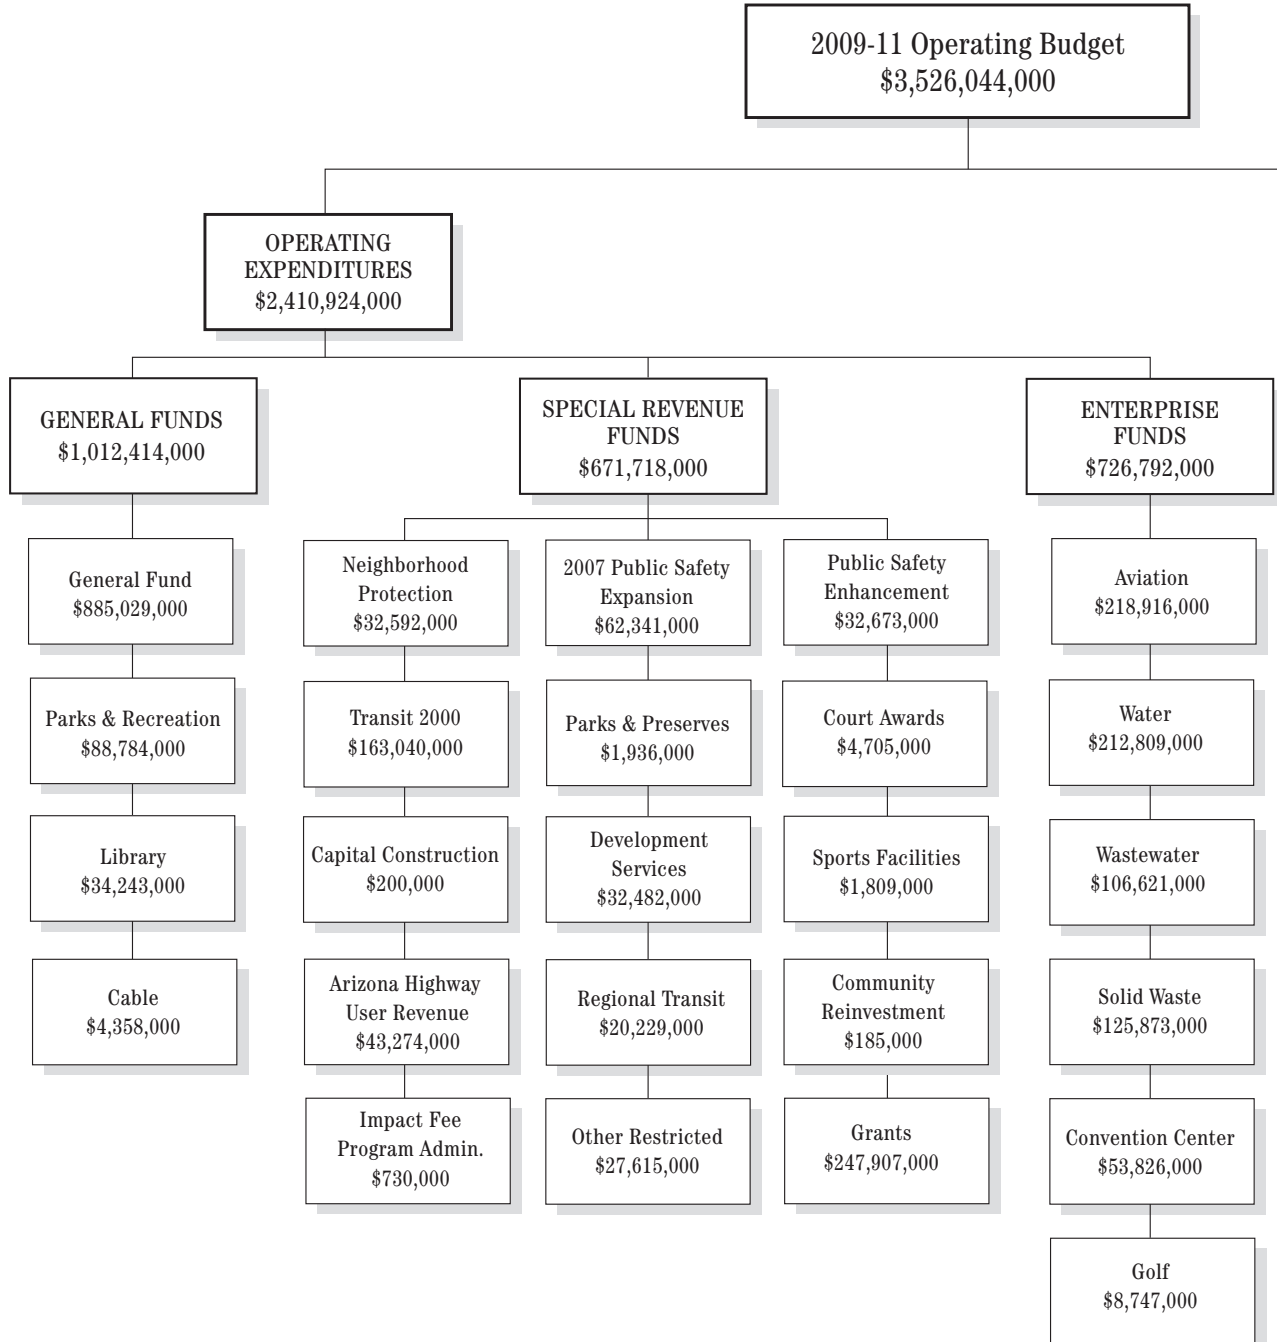 2009-11 Operating Budget
$3,526,044,000
OPERATING
EXPENDITURES
$2,410,924,000
GENERAL FUNDS
$1,012,414,000
General Fund
$885,029,000
Parks & Recreation
$88,784,000
Library
$34,243,000
Cable
$4,358,000
SPECIAL REVENUE
FUNDS
$671,718,000
Neighborhood
Protection
$32,592,000
Transit 2000
$163,040,000
Capital Construction
$200,000
Arizona Highway
User Revenue
$43,274,000
Impact Fee
Program Admin.
$730,000
2007 Public Safety
Expansion
$62,341,000
Parks & Preserves
$1,936,000
Development
Services
$32,482,000
Regional Transit
$20,229,000
Other Restricted
$27,615,000
Public Safety
Enhancement
$32,673,000
Court Awards
$4,705,000
Sports Facilities
$1,809,000
Community
Reinvestment
$185,000
Grants
$247,907,000
ENTERPRISE
FUNDS
$726,792,000
Aviation
$218,916,000
Water
$212,809,000
Wastewater
$106,621,000
Solid Waste
$125,873,000
Convention Center
$53,826,000
Golf
$8,747,000